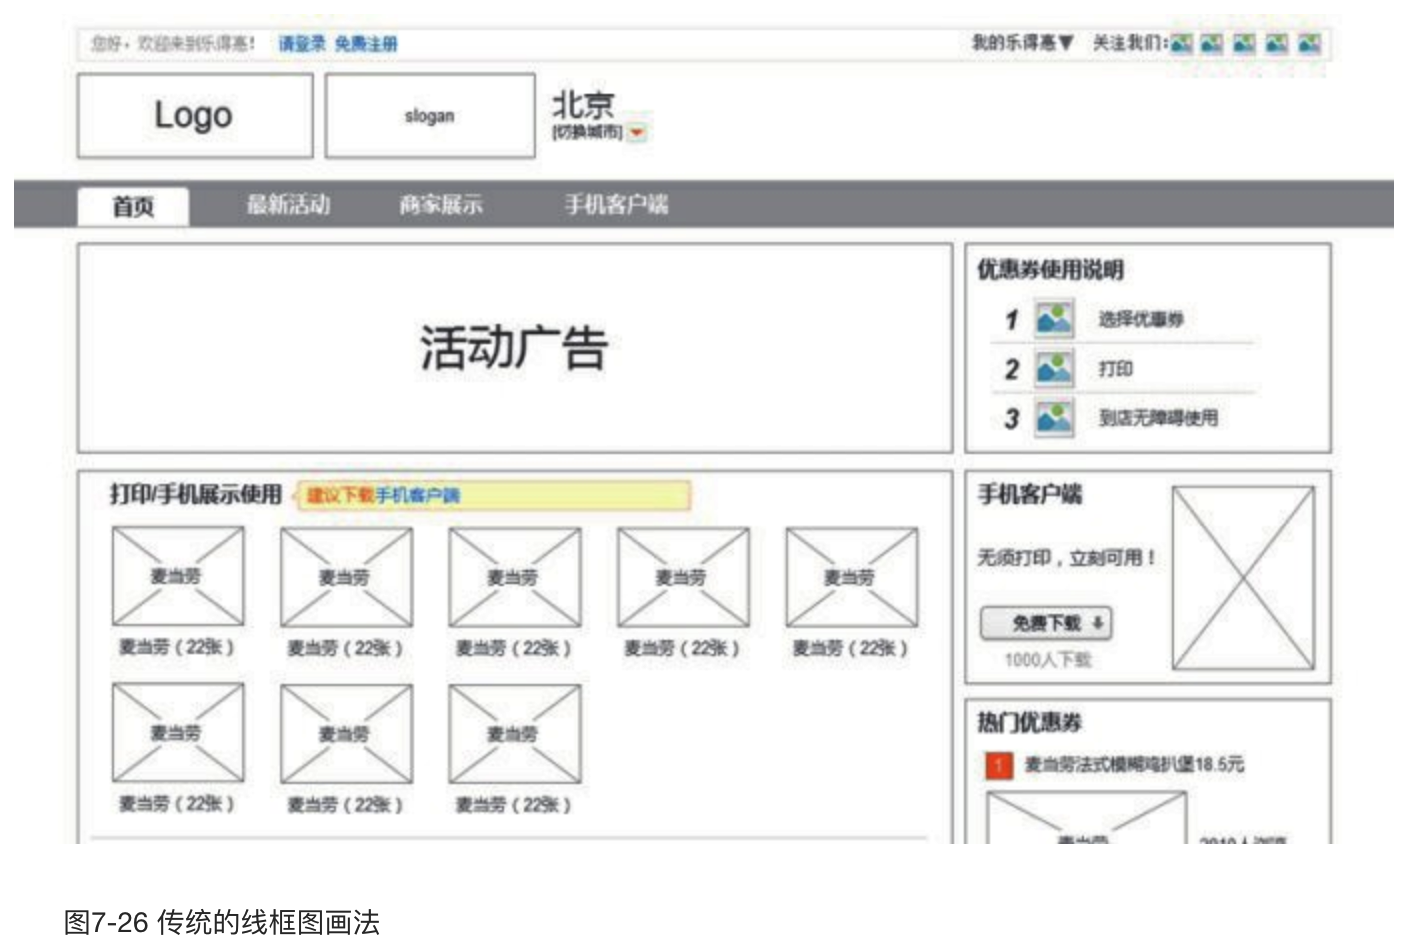 您好，欢迎来到乐得惠！ 请登录 免费注册 我的乐得惠▼ 关注我们:
Logo
slogan
北京
[切换城市]
首页 最新活动 商家展示 手机客户端
活动广告
优惠券使用说明
1 选择优惠券
2 打印
3 到店无障碍使用
打印/手机展示使用 建议下载手机客户端
麦当劳 麦当劳 麦当劳 麦当劳 麦当劳
麦当劳（22张） 麦当劳（22张） 麦当劳（22张） 麦当劳（22张） 麦当劳（22张）
麦当劳 麦当劳 麦当劳
麦当劳（22张） 麦当劳（22张） 麦当劳（22张）
手机客户端
无须打印，立刻可用！
免费下载
1000人下载
热门优惠券
1 麦当劳法式模糊鸡扒堡18.5元
麦当劳
图7-26 传统的线框图画法